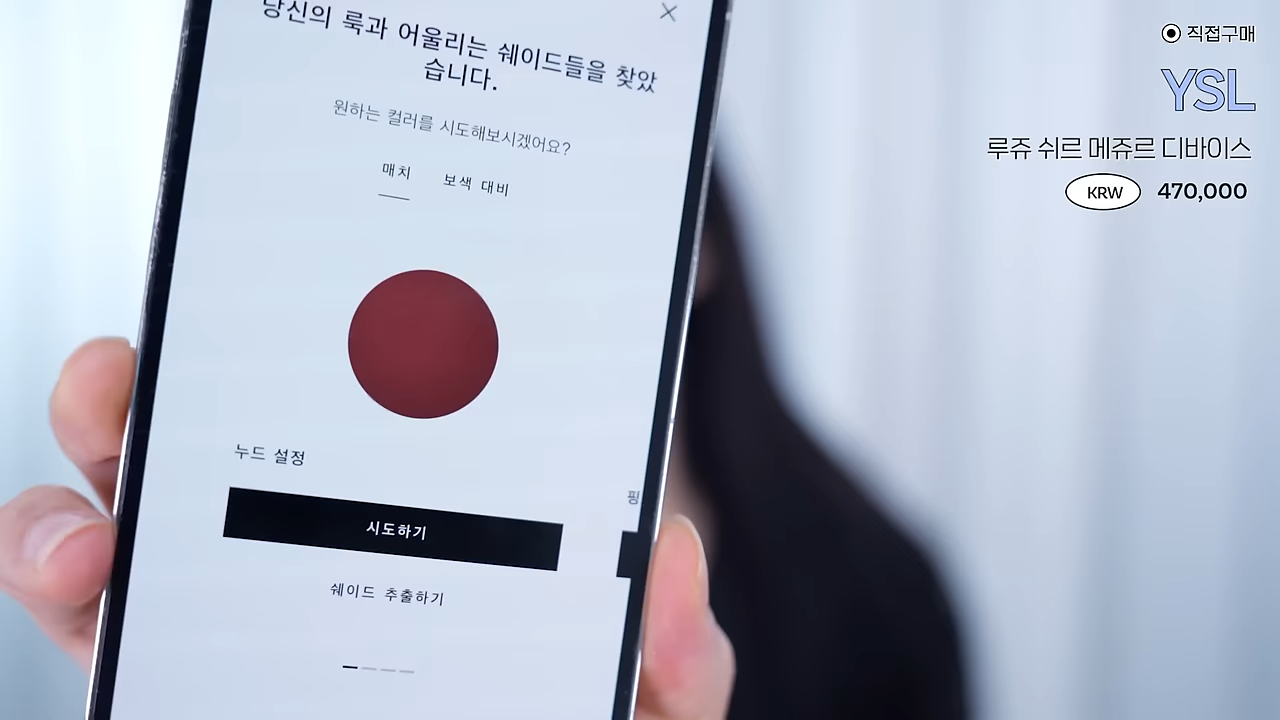 당신의 룩과 어울리는 쉐이드들을 찾았
습니다.
원하는 컬러를 시도해보시겠어요?
매치 보색 대비
누드 설정
핑
시도하기
쉐이드 추출하기
직접구매
YSL
루쥬 쉬르 메쥬르 디바이스
KRW 470,000